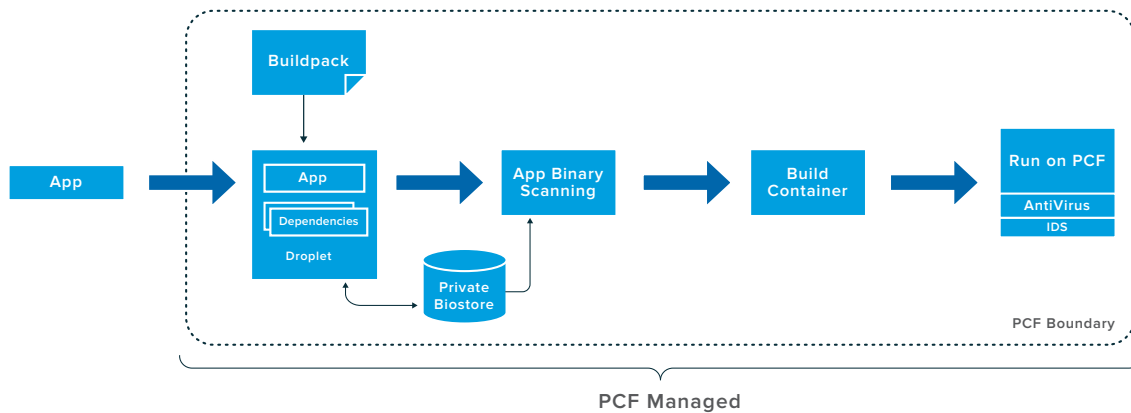 Buildpack
App
App
Dependencies
Droplet
App Binary
Scanning
Private
Biostore
Build
Container
Run on PCF
AntiVirus
IDS
PCF Boundary
PCF Managed